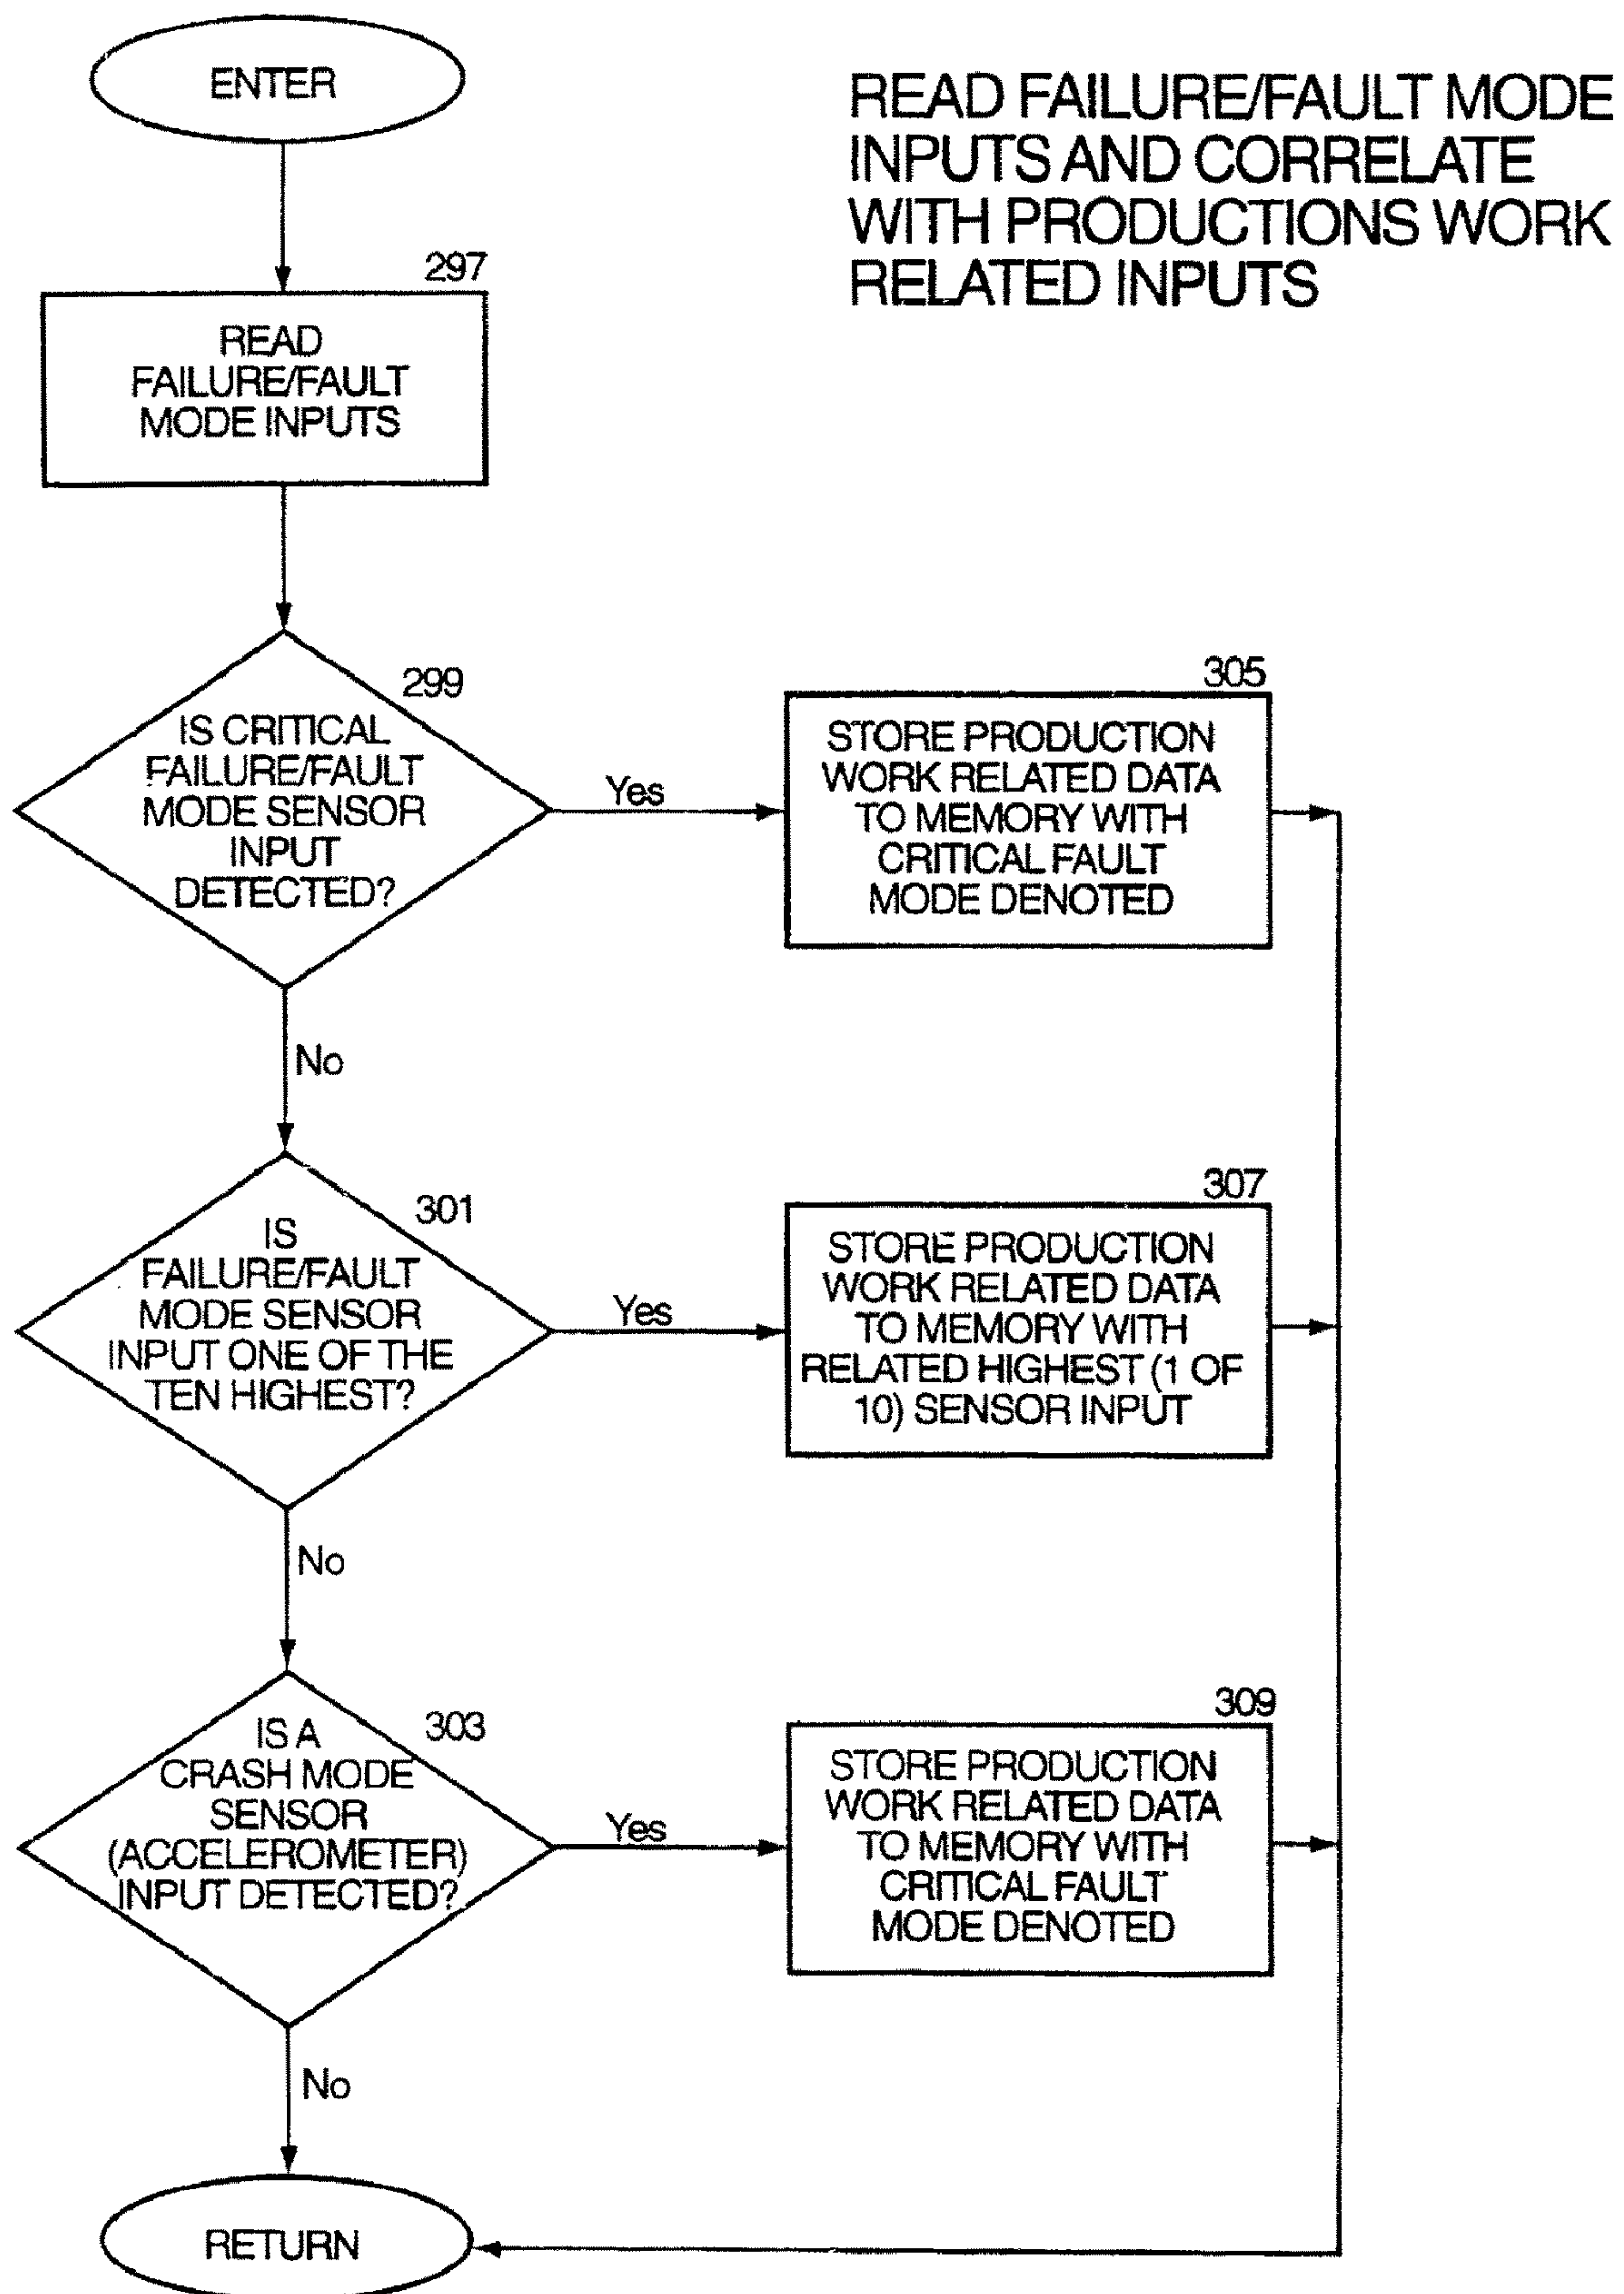 ENTER
READ FAILURE/FAULT MODE
INPUTS AND CORRELATE
WITH PRODUCTIONS WORK
RELATED INPUTS
297
READ
FAILURE/FAULT
MODE INPUTS
299
IS CRITICAL
FAILURE/FAULT
MODE SENSOR
INPUT
DETECTED?
Yes
305
STORE PRODUCTION
WORK RELATED DATA
TO MEMORY WITH
CRITICAL FAULT
MODE DENOTED
No
301
IS
FAILURE/FAULT
MODE SENSOR
INPUT ONE OF THE
TEN HIGHEST?
Yes
307
STORE PRODUCTION
WORK RELATED DATA
TO MEMORY WITH
RELATED HIGHEST (1 OF
10) SENSOR INPUT
No
303
IS A
CRASH MODE
SENSOR
(ACCELEROMETER)
INPUT DETECTED?
Yes
309
STORE PRODUCTION
WORK RELATED DATA
TO MEMORY WITH
CRITICAL FAULT
MODE DENOTED
No
RETURN